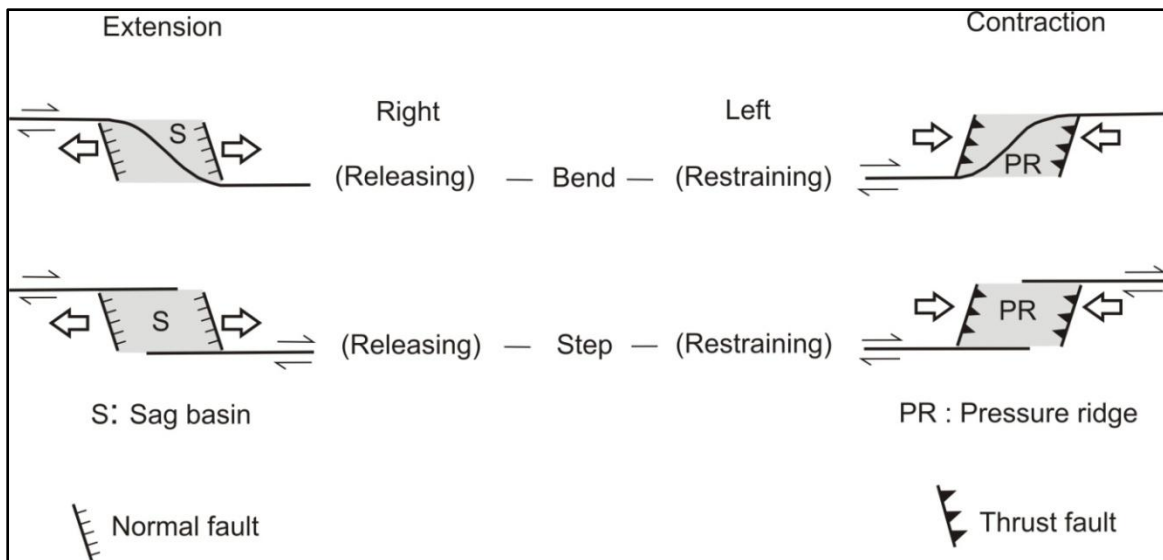 Extension
Contraction
S
Right
Left
PR
(Releasing) — Bend — (Restraining)
S
PR
(Releasing) — Step — (Restraining)
S: Sag basin
PR : Pressure ridge
Normal fault
Thrust fault